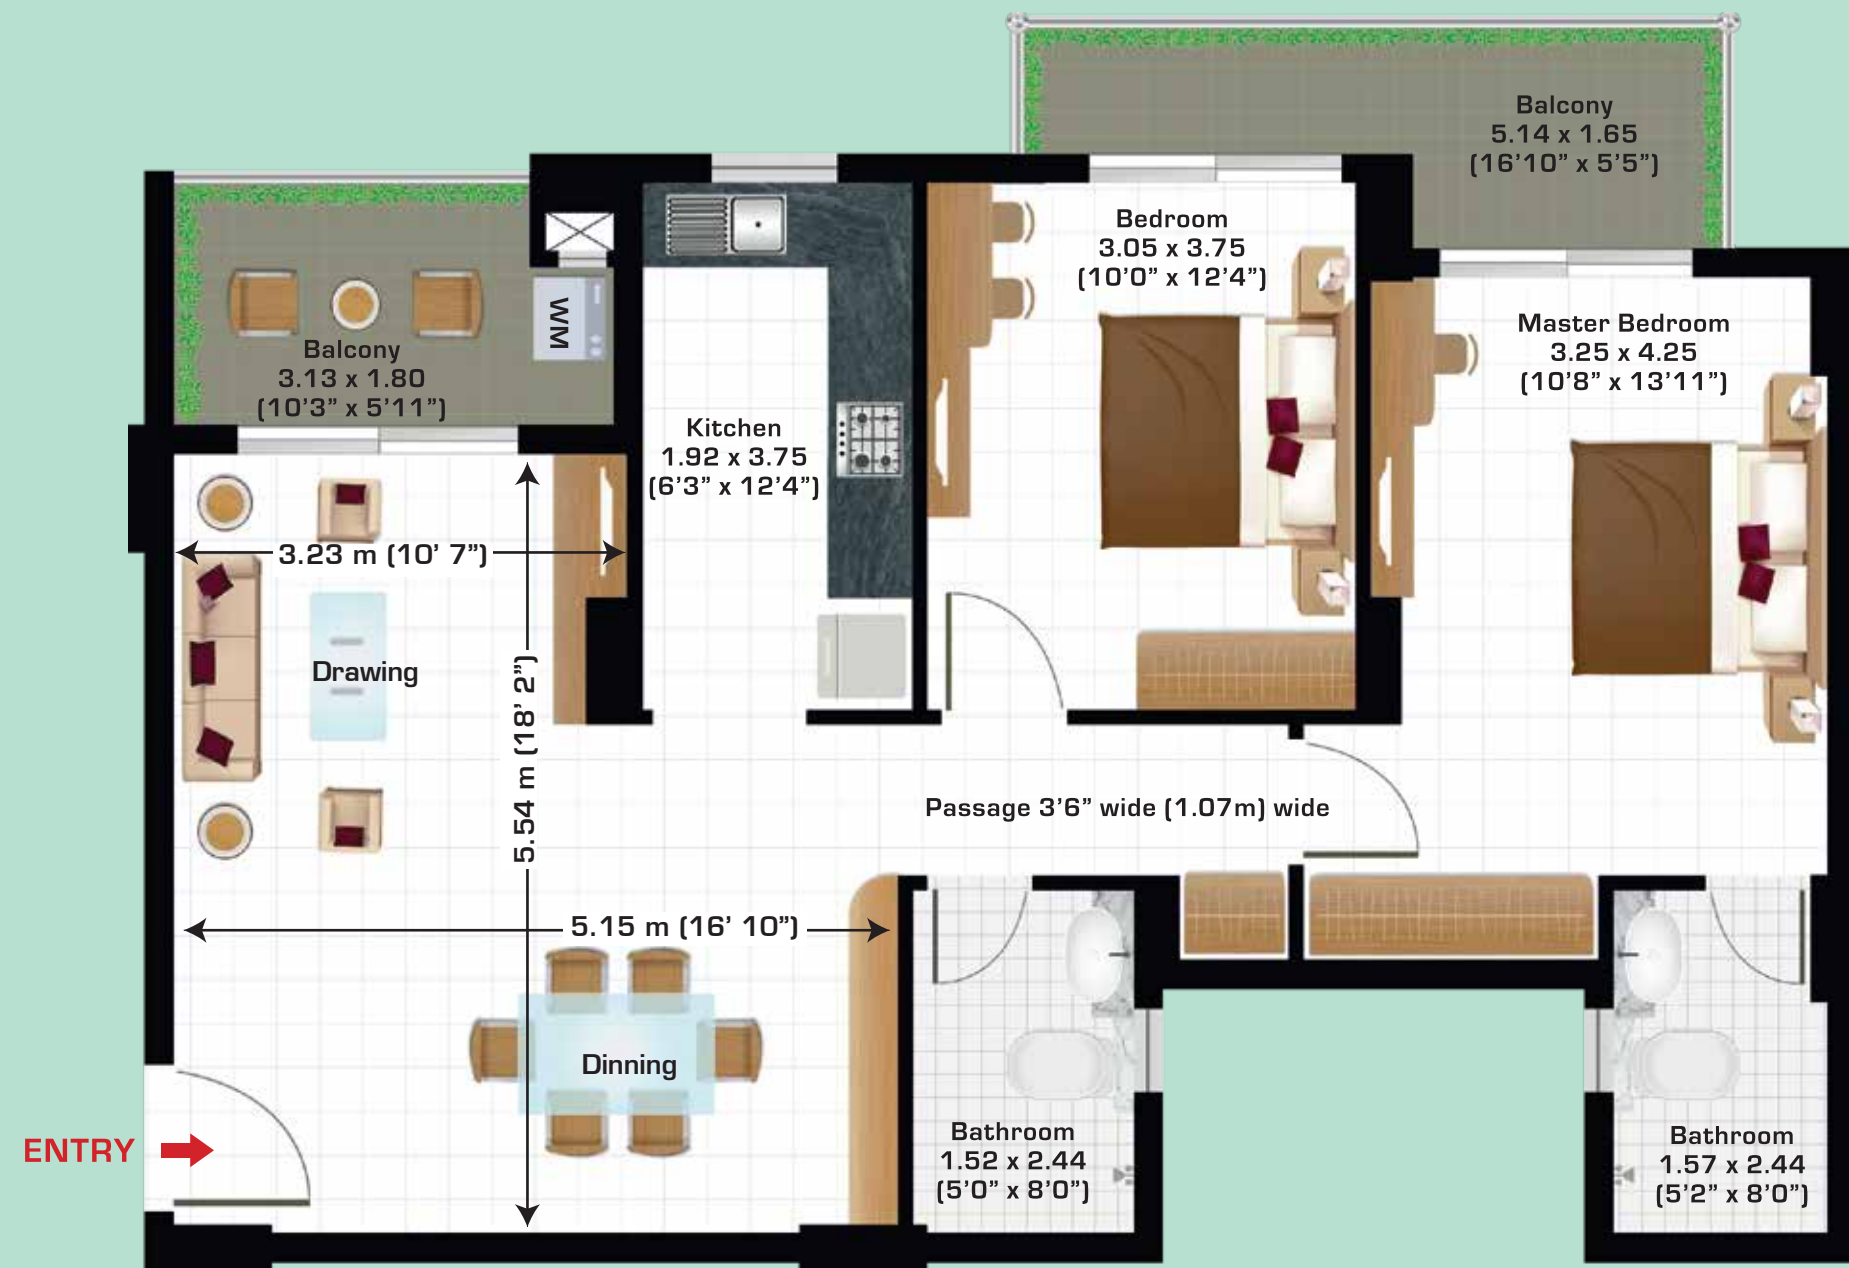 Balcony
5.14 x 1.65
(16’10” x 5’5”)
Bedroom
3.05 x 3.75
(10’0” x 12’4”)
Master Bedroom
3.25 x 4.25
(10’8” x 13’11”)
WM
Balcony
3.13 x 1.80
(10’3” x 5’11”)
Kitchen
1.92 x 3.75
(6’3” x 12’4”)
3.23 m (10’ 7”)
Drawing
5.54 m (18’ 2”)
Passage 3’6” wide (1.07m) wide
5.15 m (16’ 10”)
Dinning
ENTRY
Bathroom
1.52 x 2.44
(5’0” x 8’0”)
Bathroom
1.57 x 2.44
(5’2” x 8’0”)